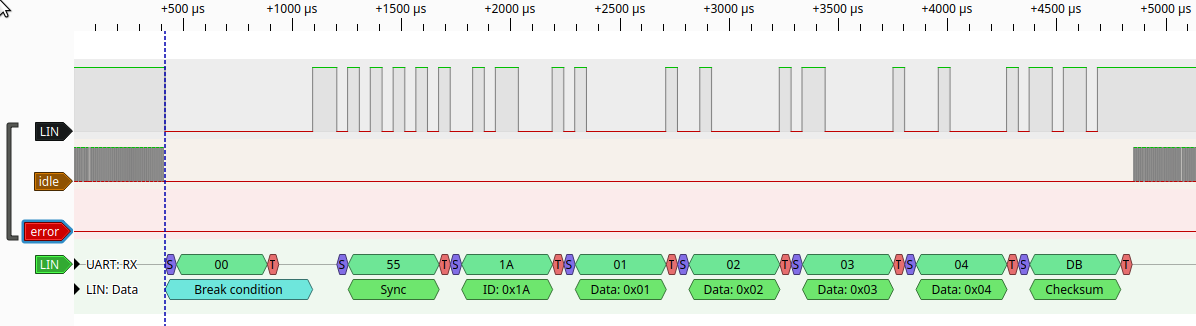 +500 µs +1000 µs +1500 µs +2000 µs +2500 µs +3000 µs +3500 µs +4000 µs +4500 µs +5000 µs
LIN
idle
error
LIN UART: RX S 00 T S 55 T S 1A T S 01 T S 02 T S 03 T S 04 T S DB T
LIN: Data Break condition Sync ID: 0x1A Data: 0x01 Data: 0x02 Data: 0x03 Data: 0x04 Checksum